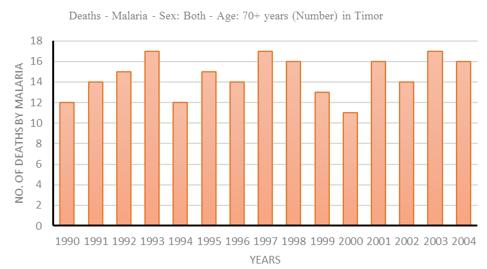 Deaths - Malaria - Sex: Both - Age: 70+ years (Number) in Timor
18
16
14
12
10
8
6
4
2
0
NO. OF DEATHS BY MALARIA
1990 1991 1992 1993 1994 1995 1996 1997 1998 1999 2000 2001 2002 2003 2004
YEARS